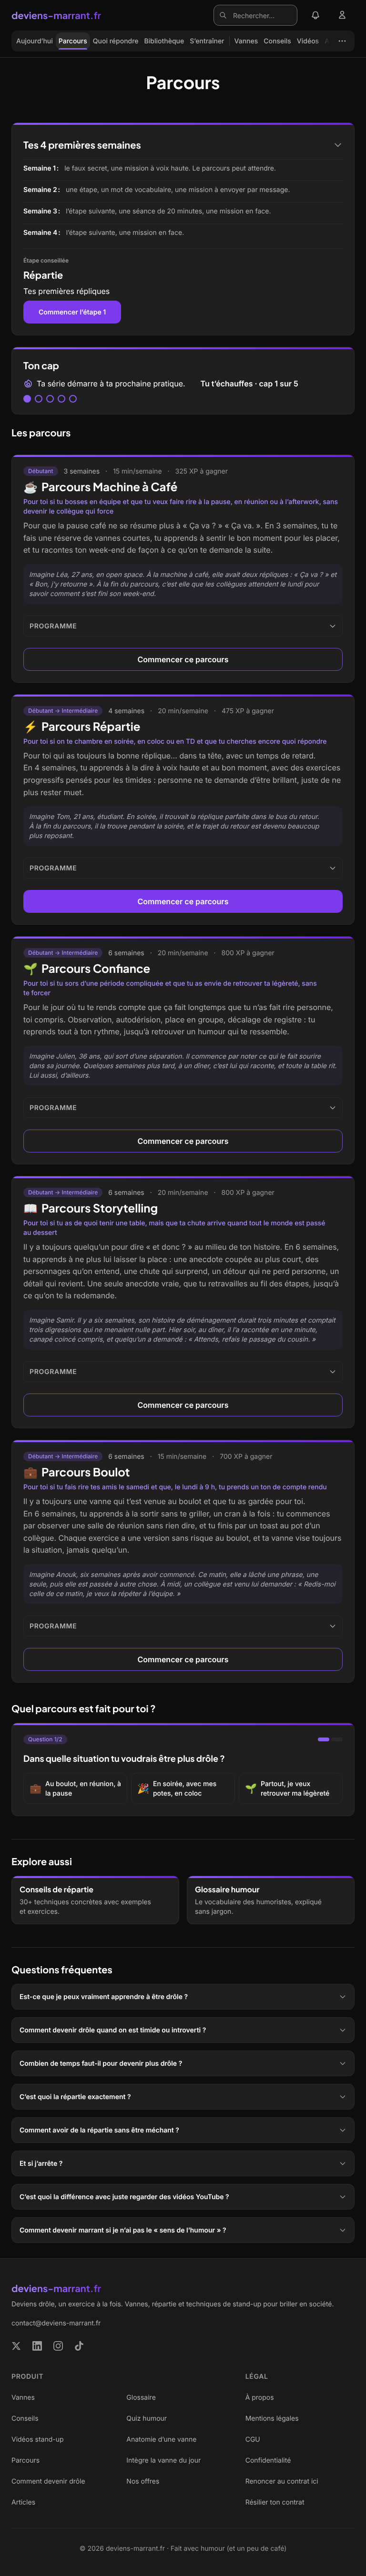 deviens-marrant.fr
Rechercher...
Aujourd'hui Parcours Quoi répondre Bibliothèque S'entraîner Vannes Conseils Vidéos
Parcours
Tes 4 premières semaines
Semaine 1 : le faux secret, une mission à voix haute. Le parcours peut attendre.
Semaine 2 : une étape, un mot de vocabulaire, une mission à envoyer par message.
Semaine 3 : l'étape suivante, une séance de 20 minutes, une mission en face.
Semaine 4 : l'étape suivante, une mission en face.
Étape conseillée
Répartie
Tes premières répliques
Commencer l'étape 1
Ton cap
Ta série démarre à ta prochaine pratique. Tu t'échauffes · cap 1 sur 5
Les parcours
Débutant 3 semaines · 15 min/semaine · 325 XP à gagner
☕ Parcours Machine à Café
Pour toi si tu bosses en équipe et que tu veux faire rire à la pause, en réunion ou à l'afterwork, sans
devenir le collègue qui force
Pour que la pause café ne se résume plus à « Ça va ? » « Ça va. ». En 3 semaines, tu te
fais une réserve de vannes courtes, tu apprends à sentir le bon moment pour les placer,
et tu racontes ton week-end de façon à ce qu'on te demande la suite.
Imagine Léa, 27 ans, en open space. À la machine à café, elle avait deux répliques : « Ça va ? » et
« Bon, j'y retourne ». À la fin du parcours, c'est elle que les collègues attendent le lundi pour
savoir comment s'est fini son week-end.
PROGRAMME
Commencer ce parcours
Débutant → Intermédiaire 4 semaines · 20 min/semaine · 475 XP à gagner
⚡ Parcours Répartie
Pour toi si on te chambre en soirée, en coloc ou en TD et que tu cherches encore quoi répondre
Pour toi qui as toujours la bonne réplique... dans ta tête, avec un temps de retard.
En 4 semaines, tu apprends à la dire à voix haute et au bon moment, avec des exercices
progressifs pensés pour les timides : personne ne te demande d'être brillant, juste de ne
plus rester muet.
Imagine Tom, 21 ans, étudiant. En soirée, il trouvait la réplique parfaite dans le bus du retour.
À la fin du parcours, il la trouve pendant la soirée, et le trajet du retour est devenu beaucoup
plus reposant.
PROGRAMME
Commencer ce parcours
Débutant → Intermédiaire 6 semaines · 20 min/semaine · 800 XP à gagner
🌱 Parcours Confiance
Pour toi si tu sors d'une période compliquée et que tu as envie de retrouver ta légèreté, sans
te forcer
Pour le jour où tu te rends compte que ça fait longtemps que tu n'as fait rire personne,
toi compris. Observation, autodérision, place en groupe, décalage de registre : tu
reprends tout à ton rythme, jusqu'à retrouver un humour qui te ressemble.
Imagine Julien, 38 ans, qui sort d'une séparation. Il commence par noter ce qui le fait sourire
dans sa journée. Quelques semaines plus tard, à un dîner, c'est lui qui raconte, et toute la table rit.
Lui aussi, d'ailleurs.
PROGRAMME
Commencer ce parcours
Débutant → Intermédiaire 6 semaines · 20 min/semaine · 800 XP à gagner
📖 Parcours Storytelling
Pour toi si tu as de quoi tenir une table, mais que ta chute arrive quand tout le monde est passé
au dessert
Il y a toujours quelqu'un pour dire « et donc ? » au milieu de ton histoire. En 6 semaines,
tu apprends à ne plus lui laisser la place : une anecdote coupée au plus court, des
personnages qu'on entend, une chute qui surprend, un détour qui ne perd personne, un
détail qui revient. Une seule anecdote vraie, que tu retravailles au fil des étapes, jusqu'à
ce qu'on te la redemande.
Imagine Samir. Il y a six semaines, son histoire de déménagement durait trois minutes et comptait
trois digressions qui ne menaient nulle part. Hier soir, au dîner, il l'a racontée en une minute,
canapé coincé compris, et quelqu'un a demandé : « Attends, refais le passage du cousin. »
PROGRAMME
Commencer ce parcours
Débutant → Intermédiaire 6 semaines · 15 min/semaine · 700 XP à gagner
💼 Parcours Boulot
Pour toi si tu fais rire tes amis le samedi et que, le lundi à 9 h, tu prends un ton de compte rendu
Il y a toujours une vanne qui t'est venue au boulot et que tu as gardée pour toi.
En 6 semaines, tu apprends à la sortir sans te griller, un cran à la fois : tu commences
par observer une salle de réunion sans rien dire, et tu finis par un toast au pot d'un
collègue. Chaque exercice a une version sans risque au boulot, et ta vanne vise toujours
la situation, jamais quelqu'un.
Imagine Anouk, six semaines après avoir commencé. Ce matin, elle a lâché une phrase, une
seule, puis elle est passée à autre chose. À midi, un collègue est venu lui demander : « Redis-moi
celle de ce matin, je veux la répéter à l'équipe. »
PROGRAMME
Commencer ce parcours
Quel parcours est fait pour toi ?
Question 1/2
Dans quelle situation tu voudrais être plus drôle ?
💼 Au boulot, en réunion, à
la pause
🎉 En soirée, avec mes
potes, en coloc
🌱 Partout, je veux
retrouver ma légèreté
Explore aussi
Conseils de répartie
30+ techniques concrètes avec exemples
et exercices.
Glossaire humour
Le vocabulaire des humoristes, expliqué
sans jargon.
Questions fréquentes
Est-ce que je peux vraiment apprendre à être drôle ?
Comment devenir drôle quand on est timide ou introverti ?
Combien de temps faut-il pour devenir plus drôle ?
C'est quoi la répartie exactement ?
Comment avoir de la répartie sans être méchant ?
Et si j'arrête ?
C'est quoi la différence avec juste regarder des vidéos YouTube ?
Comment devenir marrant si je n'ai pas le « sens de l'humour » ?
deviens-marrant.fr
Deviens drôle, un exercice à la fois. Vannes, répartie et techniques de stand-up pour briller en société.
contact@deviens-marrant.fr
PRODUIT
Vannes
Conseils
Vidéos stand-up
Parcours
Comment devenir drôle
Articles
Glossaire
Quiz humour
Anatomie d'une vanne
Intègre la vanne du jour
Nos offres
LÉGAL
À propos
Mentions légales
CGU
Confidentialité
Renoncer au contrat ici
Résilier ton contrat
© 2026 deviens-marrant.fr · Fait avec humour (et un peu de café)